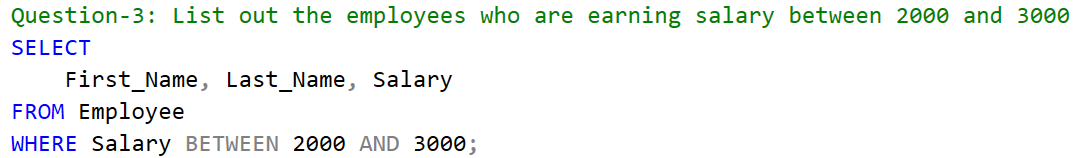 Question-3: List out the employees who are earning salary between 2000 and 3000
SELECT
    First_Name, Last_Name, Salary
FROM Employee
WHERE Salary BETWEEN 2000 AND 3000;